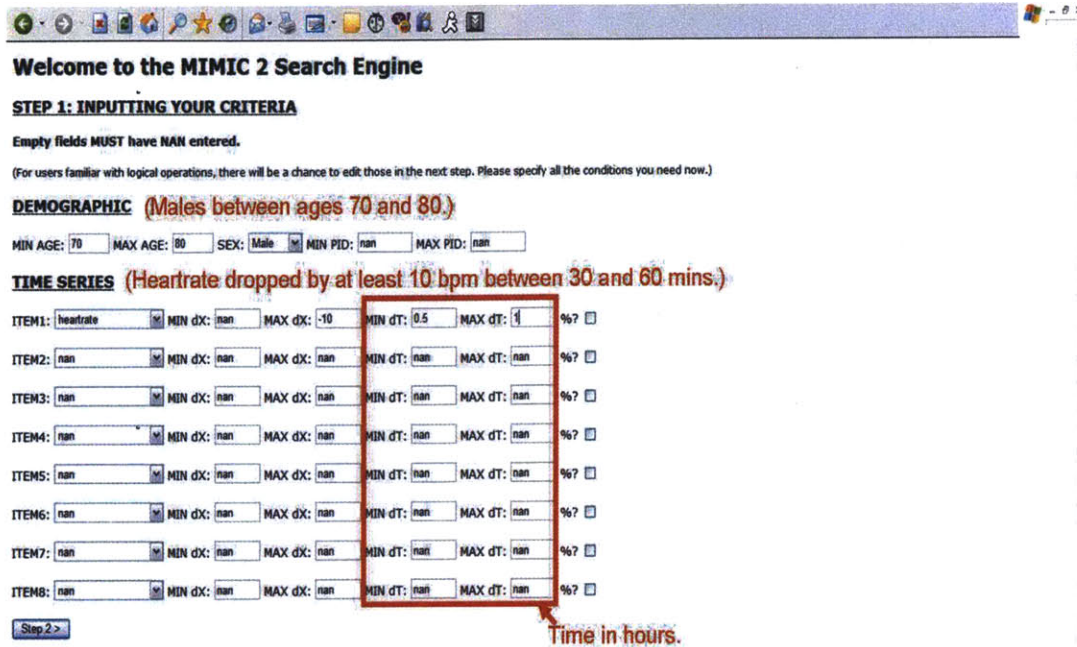 Welcome to the MIMIC 2 Search Engine
STEP 1: INPUTTING YOUR CRITERIA
Empty fields MUST have NAN entered.
(For users familiar with logical operations, there will be a chance to edit those in the next step. Please specify all the conditions you need now.)
DEMOGRAPHIC (Males between ages 70 and 80.)
MIN AGE: 70 MAX AGE: 80 SEX: Male MIN PID: nan MAX PID: nan
TIME SERIES (Heartrate dropped by at least 10 bpm between 30 and 60 mins.)
ITEM1: heartrate MIN dX: nan MAX dX: -10 MIN dT: 0.5 MAX dT: 1 %?
ITEM2: nan MIN dX: nan MAX dX: nan MIN dT: nan MAX dT: nan %?
ITEM3: nan MIN dX: nan MAX dX: nan MIN dT: nan MAX dT: nan %?
ITEM4: nan MIN dX: nan MAX dX: nan MIN dT: nan MAX dT: nan %?
ITEM5: nan MIN dX: nan MAX dX: nan MIN dT: nan MAX dT: nan %?
ITEM6: nan MIN dX: nan MAX dX: nan MIN dT: nan MAX dT: nan %?
ITEM7: nan MIN dX: nan MAX dX: nan MIN dT: nan MAX dT: nan %?
ITEM8: nan MIN dX: nan MAX dX: nan MIN dT: nan MAX dT: nan %?
Step 2 >
Time in hours.